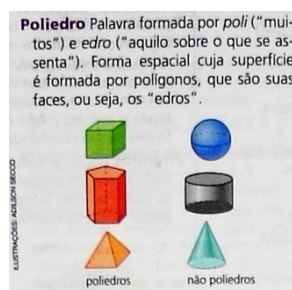 Poliedro Palavra formada por poli ("mui-
tos") e edro ("aquilo sobre o que se as-
senta"). Forma espacial cuja superfície
é formada por polígonos, que são suas
faces, ou seja, os "edros".
ILUSTRAÇÕES: ADILSON SECCO
poliedros
não poliedros